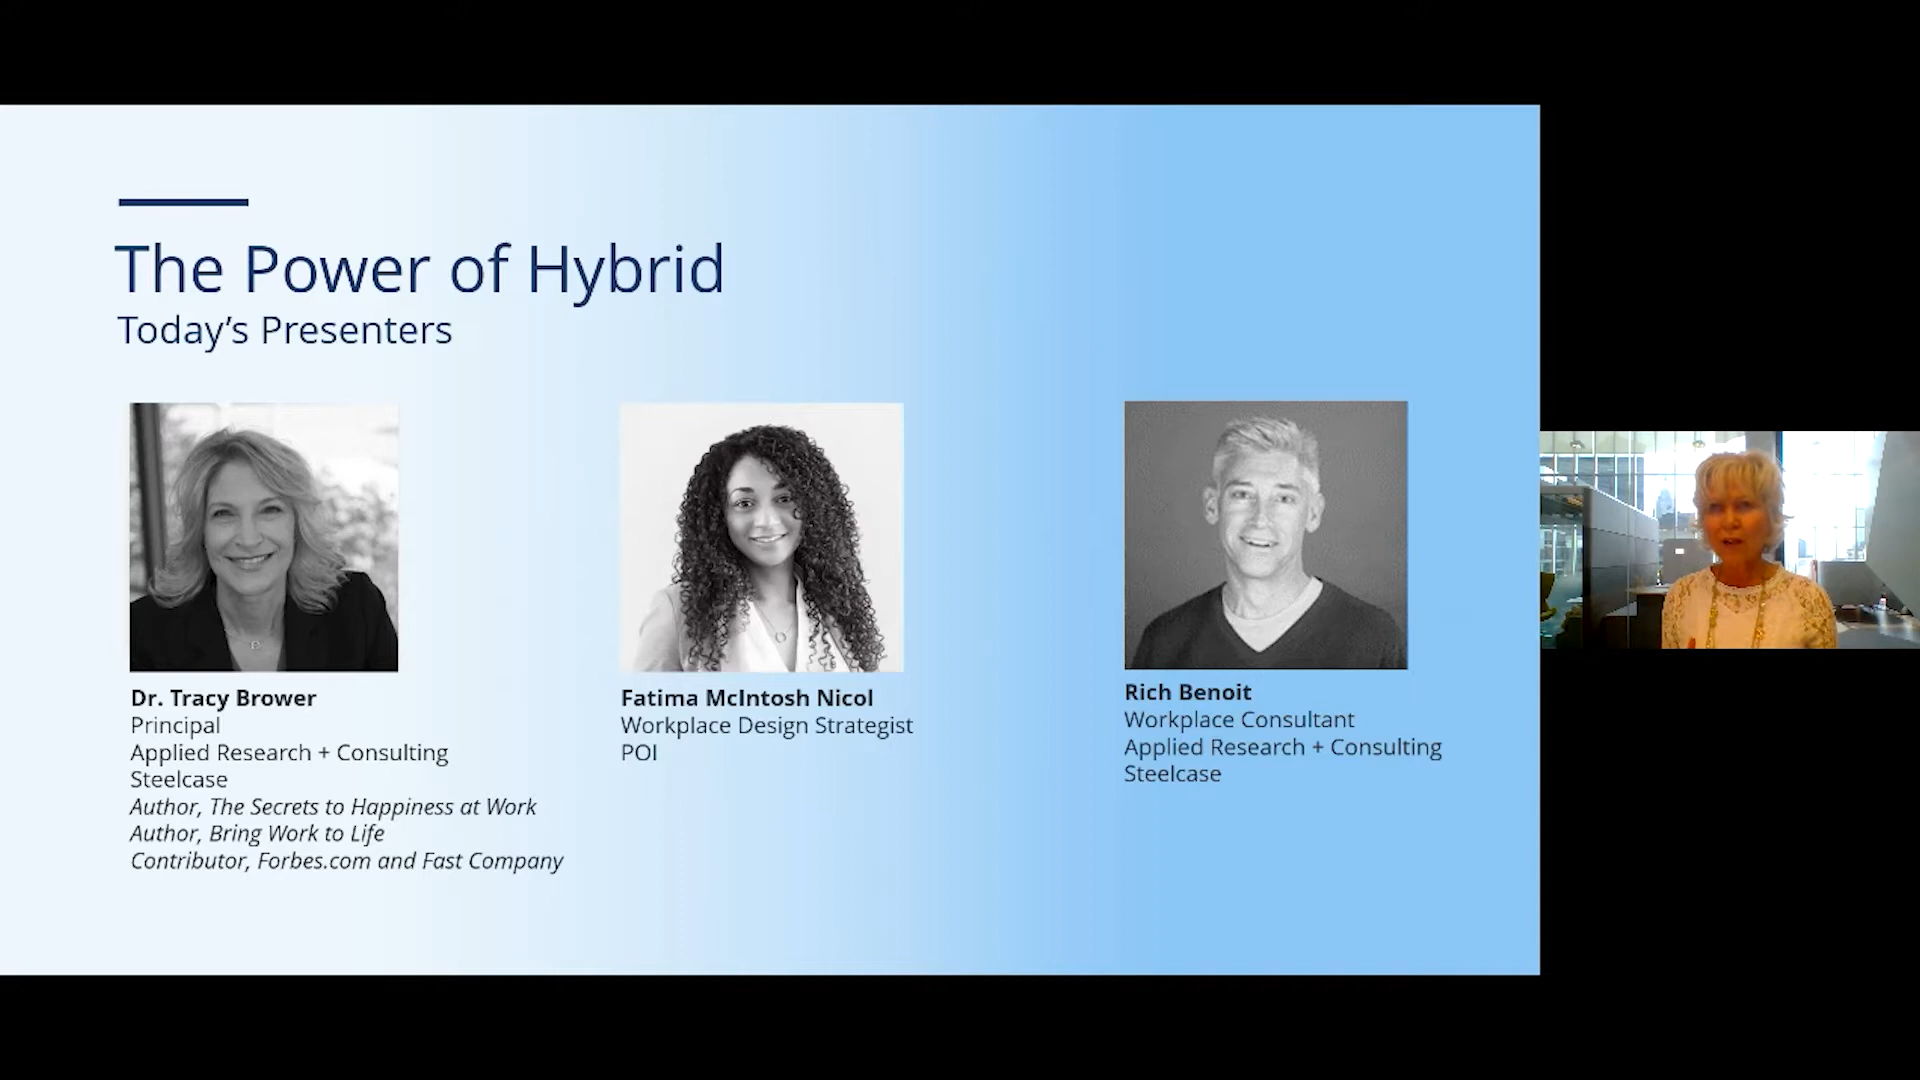 The Power of Hybrid
Today's Presenters
Dr. Tracy Brower
Principal
Applied Research + Consulting
Steelcase
Author, The Secrets to Happiness at Work
Author, Bring Work to Life
Contributor, Forbes.com and Fast Company
Fatima McIntosh Nicol
Workplace Design Strategist
POI
Rich Benoit
Workplace Consultant
Applied Research + Consulting
Steelcase